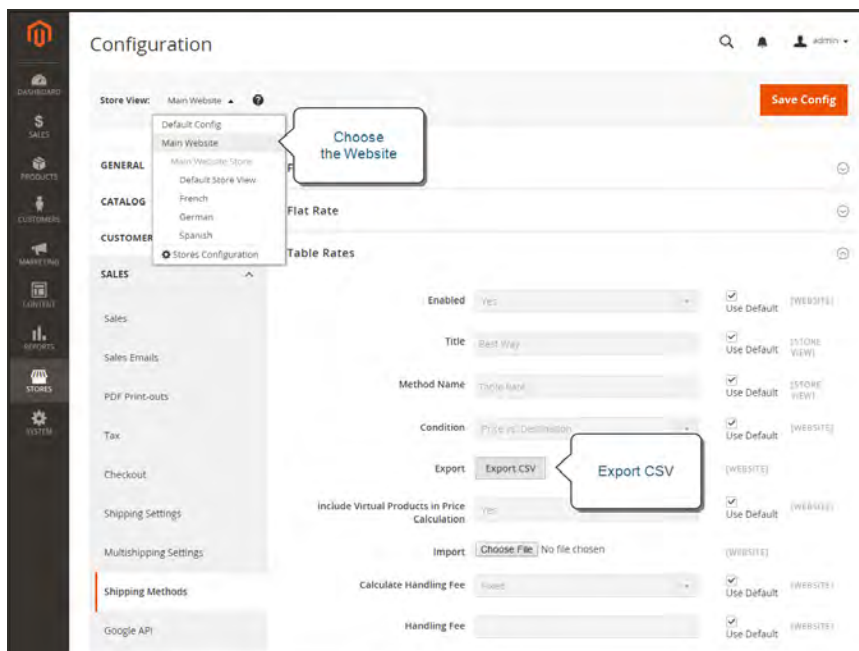 Configuration
admin
DASHBOARD
SALES
PRODUCTS
CUSTOMERS
MARKETING
CONTENT
REPORTS
STORES
SYSTEM
Store View: Main Website
Save Config
Default Config
Main Website
Main Website Store
Default Store View
French
German
Spanish
Stores Configuration
Choose
the Website
GENERAL
CATALOG
CUSTOMER
SALES
Sales
Sales Emails
PDF Print-outs
Tax
Checkout
Shipping Settings
Multishipping Settings
Shipping Methods
Google API
F
Flat Rate
Table Rates
Enabled Yes Use Default [WEBSITE]
Title Best Way Use Default [STORE
VIEW]
Method Name Table Rate Use Default [STORE
VIEW]
Condition Price vs. Destination Use Default [WEBSITE]
Export Export CSV [WEBSITE]
Export CSV
Include Virtual Products in Price
Calculation Yes Use Default [WEBSITE]
Import Choose File No file chosen [WEBSITE]
Calculate Handling Fee Fixed Use Default [WEBSITE]
Handling Fee Use Default [WEBSITE]